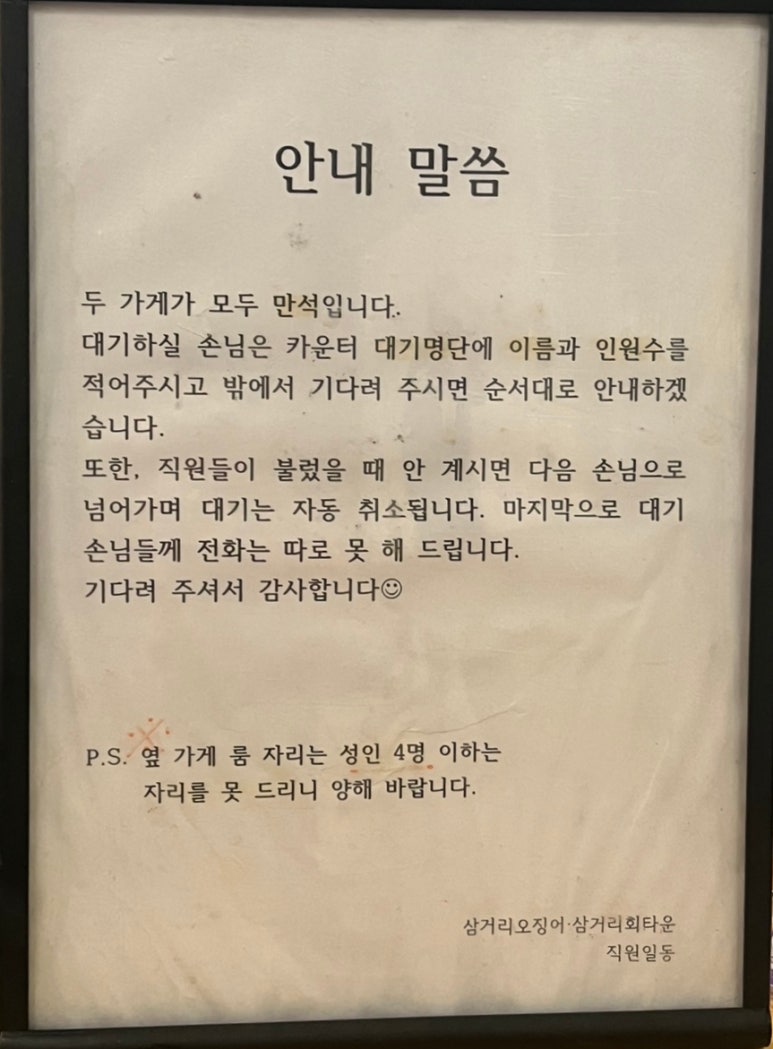 안내 말씀
두 가게가 모두 만석입니다.
대기하실 손님은 카운터 대기명단에 이름과 인원수를
적어주시고 밖에서 기다려 주시면 순서대로 안내하겠
습니다.
또한, 직원들이 불렀을 때 안 계시면 다음 손님으로
넘어가며 대기는 자동 취소됩니다. 마지막으로 대기
손님들께 전화는 따로 못 해 드립니다.
기다려 주셔서 감사합니다☺
※
P.S. 옆 가게 룸 자리는 성인 4명 이하는
자리를 못 드리니 양해 바랍니다.
삼거리오징어·삼거리회타운
직원일동